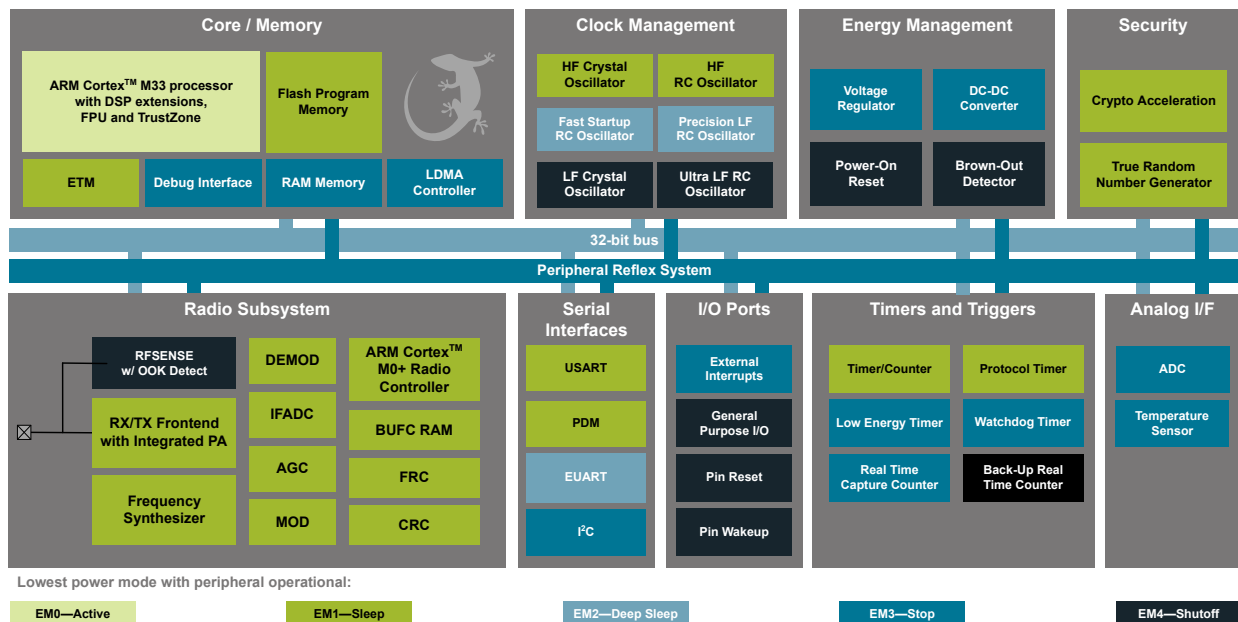 Core / Memory
ARM Cortex™ M33 processor
with DSP extensions,
FPU and TrustZone
Flash Program
Memory
ETM
Debug Interface
RAM Memory
LDMA
Controller
Clock Management
HF Crystal
Oscillator
HF
RC Oscillator
Fast Startup
RC Oscillator
Precision LF
RC Oscillator
LF Crystal
Oscillator
Ultra LF RC
Oscillator
Energy Management
Voltage
Regulator
DC-DC
Converter
Power-On
Reset
Brown-Out
Detector
Security
Crypto Acceleration
True Random
Number Generator
32-bit bus
Peripheral Reflex System
Radio Subsystem
RFSENSE
w/ OOK Detect
RX/TX Frontend
with Integrated PA
Frequency
Synthesizer
DEMOD
IFADC
AGC
MOD
ARM Cortex™
M0+ Radio
Controller
BUFC RAM
FRC
CRC
Serial
Interfaces
USART
PDM
EUART
I²C
I/O Ports
External
Interrupts
General
Purpose I/O
Pin Reset
Pin Wakeup
Timers and Triggers
Timer/Counter
Protocol Timer
Low Energy Timer
Watchdog Timer
Real Time
Capture Counter
Back-Up Real
Time Counter
Analog I/F
ADC
Temperature
Sensor
Lowest power mode with peripheral operational:
EM0—Active
EM1—Sleep
EM2—Deep Sleep
EM3—Stop
EM4—Shutoff